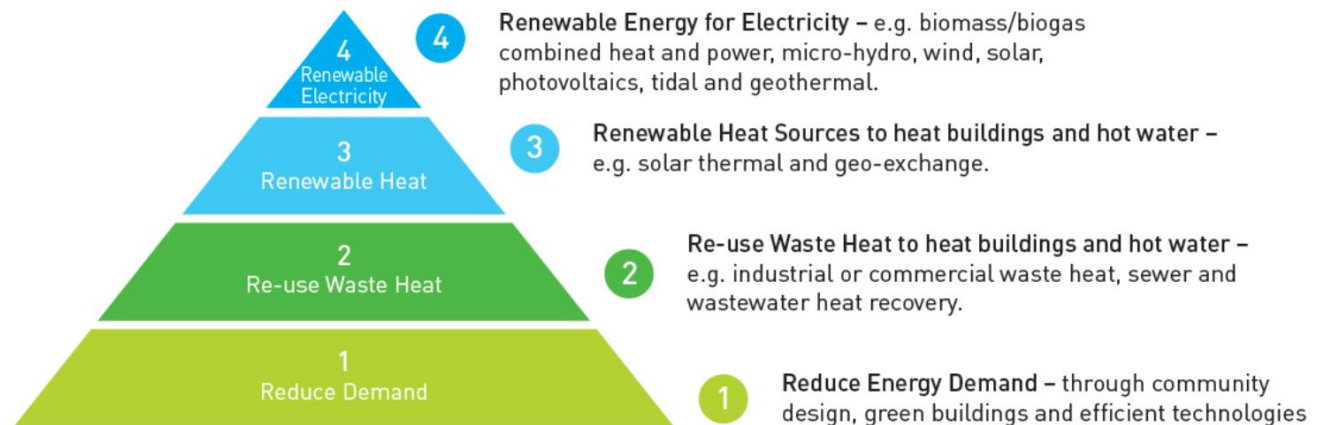 4
Renewable
Electricity
4
Renewable Energy for Electricity – e.g. biomass/biogas
combined heat and power, micro-hydro, wind, solar,
photovoltaics, tidal and geothermal.
3
Renewable Heat
3
Renewable Heat Sources to heat buildings and hot water –
e.g. solar thermal and geo-exchange.
2
Re-use Waste Heat
2
Re-use Waste Heat to heat buildings and hot water –
e.g. industrial or commercial waste heat, sewer and
wastewater heat recovery.
1
Reduce Demand
1
Reduce Energy Demand – through community
design, green buildings and efficient technologies